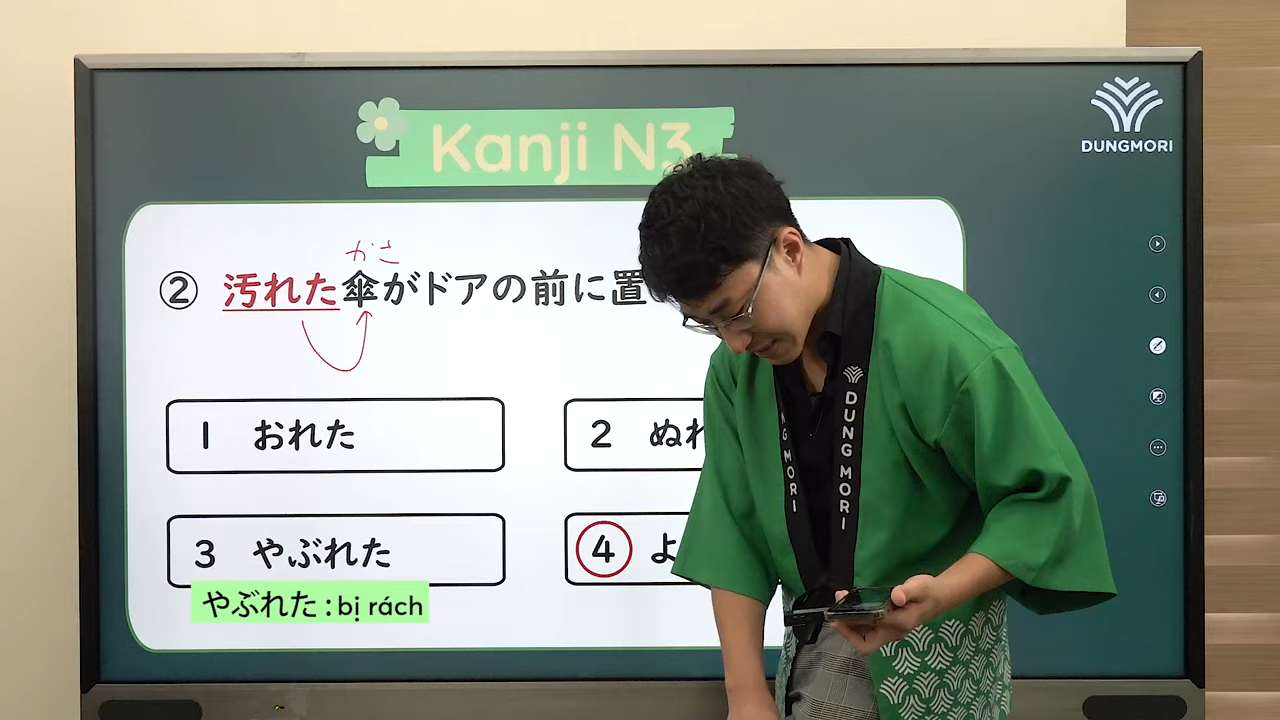 Kanji N3
DUNGMORI
かさ
② 汚れた傘がドアの前に置
1 おれた
2 ぬれ
3 やぶれた
4 よ
やぶれた : bị rách
DUNG MORI
NG MORI